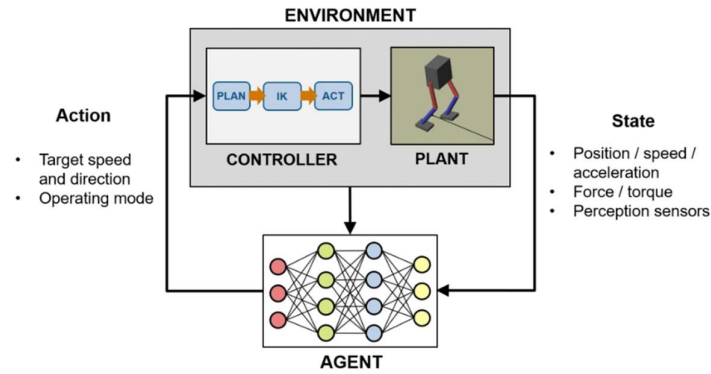 ENVIRONMENT
PLAN
IK
ACT
CONTROLLER
PLANT
Action
• Target speed
and direction
• Operating mode
State
• Position / speed /
acceleration
• Force / torque
• Perception sensors
AGENT